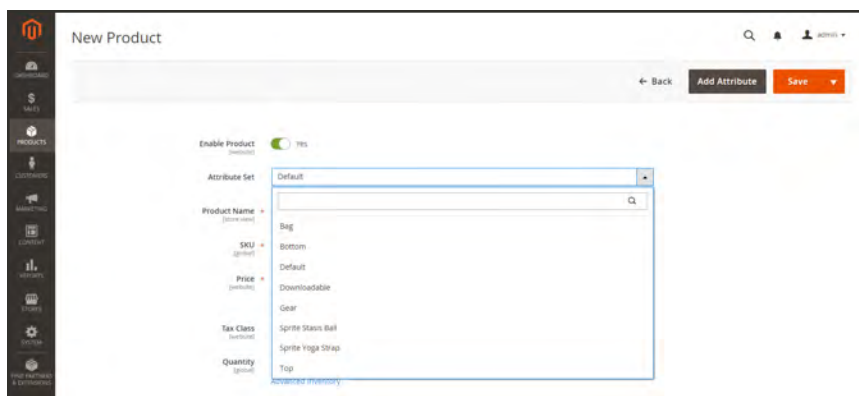 New Product
admin
← Back
Add Attribute
Save
DASHBOARD
$
SALES
PRODUCTS
CUSTOMERS
MARKETING
CONTENT
REPORTS
STORES
SYSTEM
FIND PARTNERS
& EXTENSIONS
Enable Product
[website]
Yes
Attribute Set
Default
Product Name *
[store view]
SKU *
[global]
Price *
[website]
Tax Class
[website]
Quantity
[global]
Bag
Bottom
Default
Downloadable
Gear
Sprite Stasis Ball
Sprite Yoga Strap
Top
Advanced Inventory